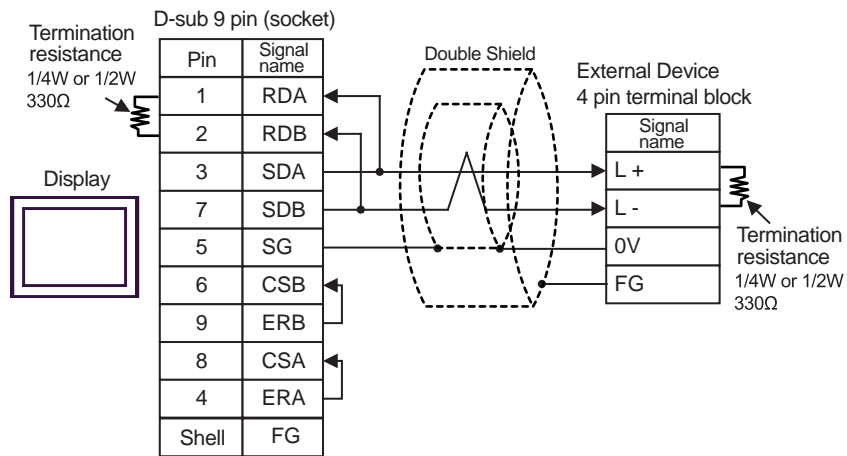 D-sub 9 pin (socket)
Termination
resistance
1/4W or 1/2W
330Ω
Pin
Signal
name
1
RDA
2
RDB
3
SDA
7
SDB
5
SG
6
CSB
9
ERB
8
CSA
4
ERA
Shell
FG
Display
Double Shield
External Device
4 pin terminal block
Signal
name
L +
L -
0V
FG
Termination
resistance
1/4W or 1/2W
330Ω